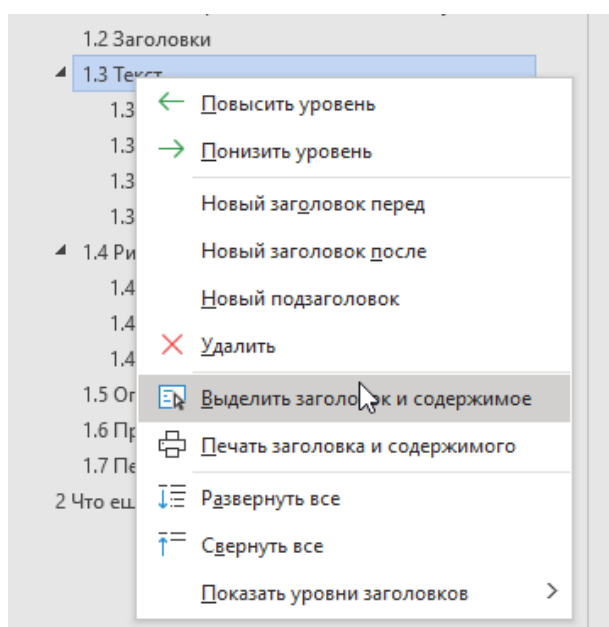 1.2 Заголовки
1.3 Текст
1.3
Повысить уровень
1.3
Понизить уровень
1.3
Новый заголовок перед
1.3
1.4 Ри
Новый заголовок после
1.4
Новый подзаголовок
1.4
1.4
Удалить
1.5 Ог
Выделить заголовок и содержимое
1.6 Пр
Печать заголовка и содержимого
1.7 Пе
2 Что ещ
Развернуть все
Свернуть все
Показать уровни заголовков